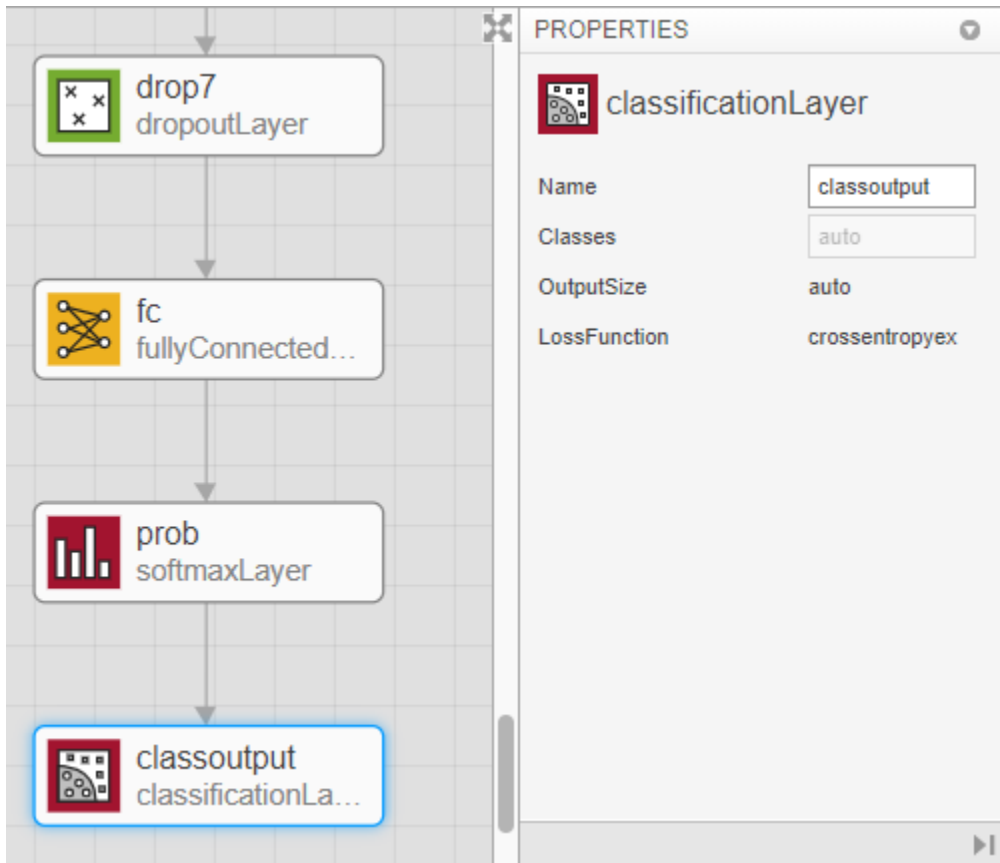 drop7
dropoutLayer
fc
fullyConnected...
prob
softmaxLayer
classoutput
classificationLa...
PROPERTIES
classificationLayer
Name classoutput
Classes auto
OutputSize auto
LossFunction crossentropyex